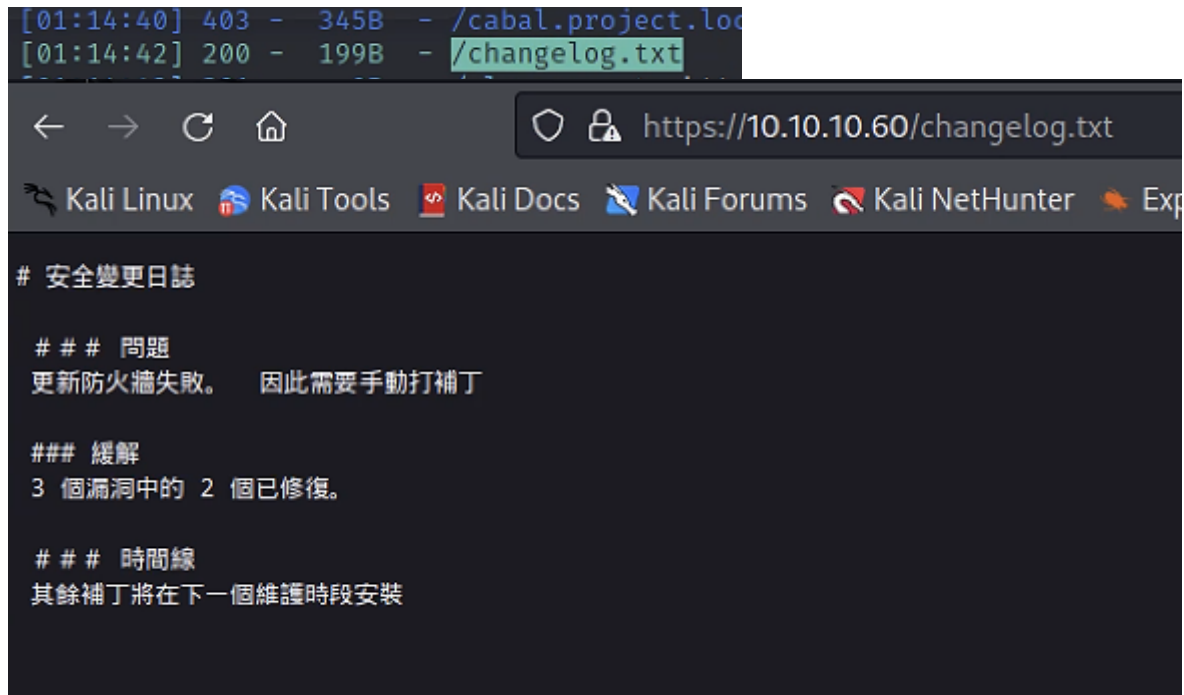 [01:14:40] 403 - 345B - /cabal.project.loc
[01:14:42] 200 - 199B - /changelog.txt
https://10.10.10.60/changelog.txt
Kali Linux Kali Tools Kali Docs Kali Forums Kali NetHunter Exp
# 安全變更日誌
# # # 問題
更新防火牆失敗。 因此需要手動打補丁
### 緩解
3 個漏洞中的 2 個已修復。
# # # 時間線
其餘補丁將在下一個維護時段安裝